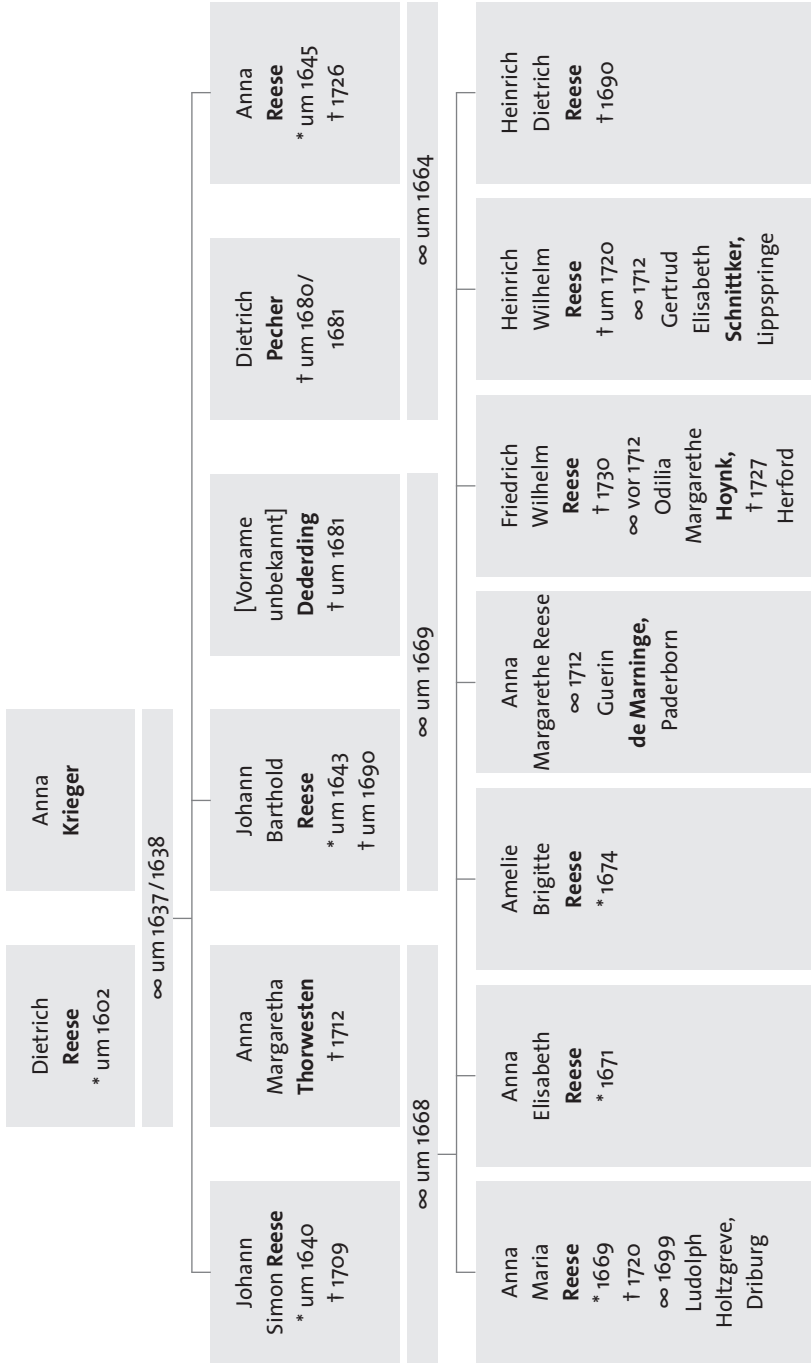 Dietrich
Reese
* um 1602
Anna
Krieger
∞ um 1637 / 1638
Johann
Simon Reese
* um 1640
† 1709
Anna
Margaretha
Thorwesten
† 1712
∞ um 1668
Johann
Barthold
Reese
* um 1643
† um 1690
[Vorname
unbekannt]
Dederding
† um 1681
∞ um 1669
Dietrich
Pecher
† um 1680/
1681
Anna
Reese
* um 1645
† 1726
∞ um 1664
Anna
Maria
Reese
* 1669
† 1720
∞ 1699
Ludolph
Holtzgreve,
Driburg
Anna
Elisabeth
Reese
* 1671
Amelie
Brigitte
Reese
* 1674
Anna
Margarethe Reese
∞ 1712
Guerin
de Marninge,
Paderborn
Friedrich
Wilhelm
Reese
† 1730
∞ vor 1712
Odilia
Margarethe
Hoynk,
† 1727
Herford
Heinrich
Wilhelm
Reese
† um 1720
∞ 1712
Gertrud
Elisabeth
Schnittker,
Lippspringe
Heinrich
Dietrich
Reese
† 1690